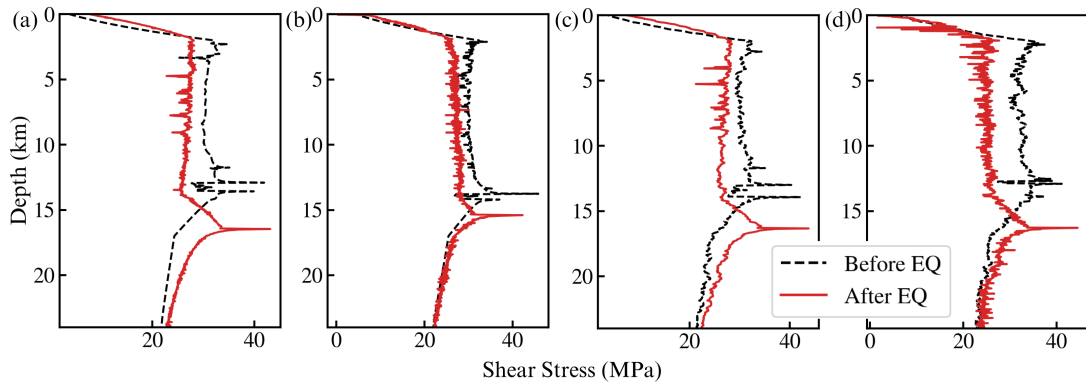 (a) (b) (c) (d)
0 0 0 0
5 5 5 5
10 10 10 10
15 15 15 15
20 20 20 20
Depth (km)
Before EQ
After EQ
20 40 0 20 40 20 40 0 20 40
Shear Stress (MPa)